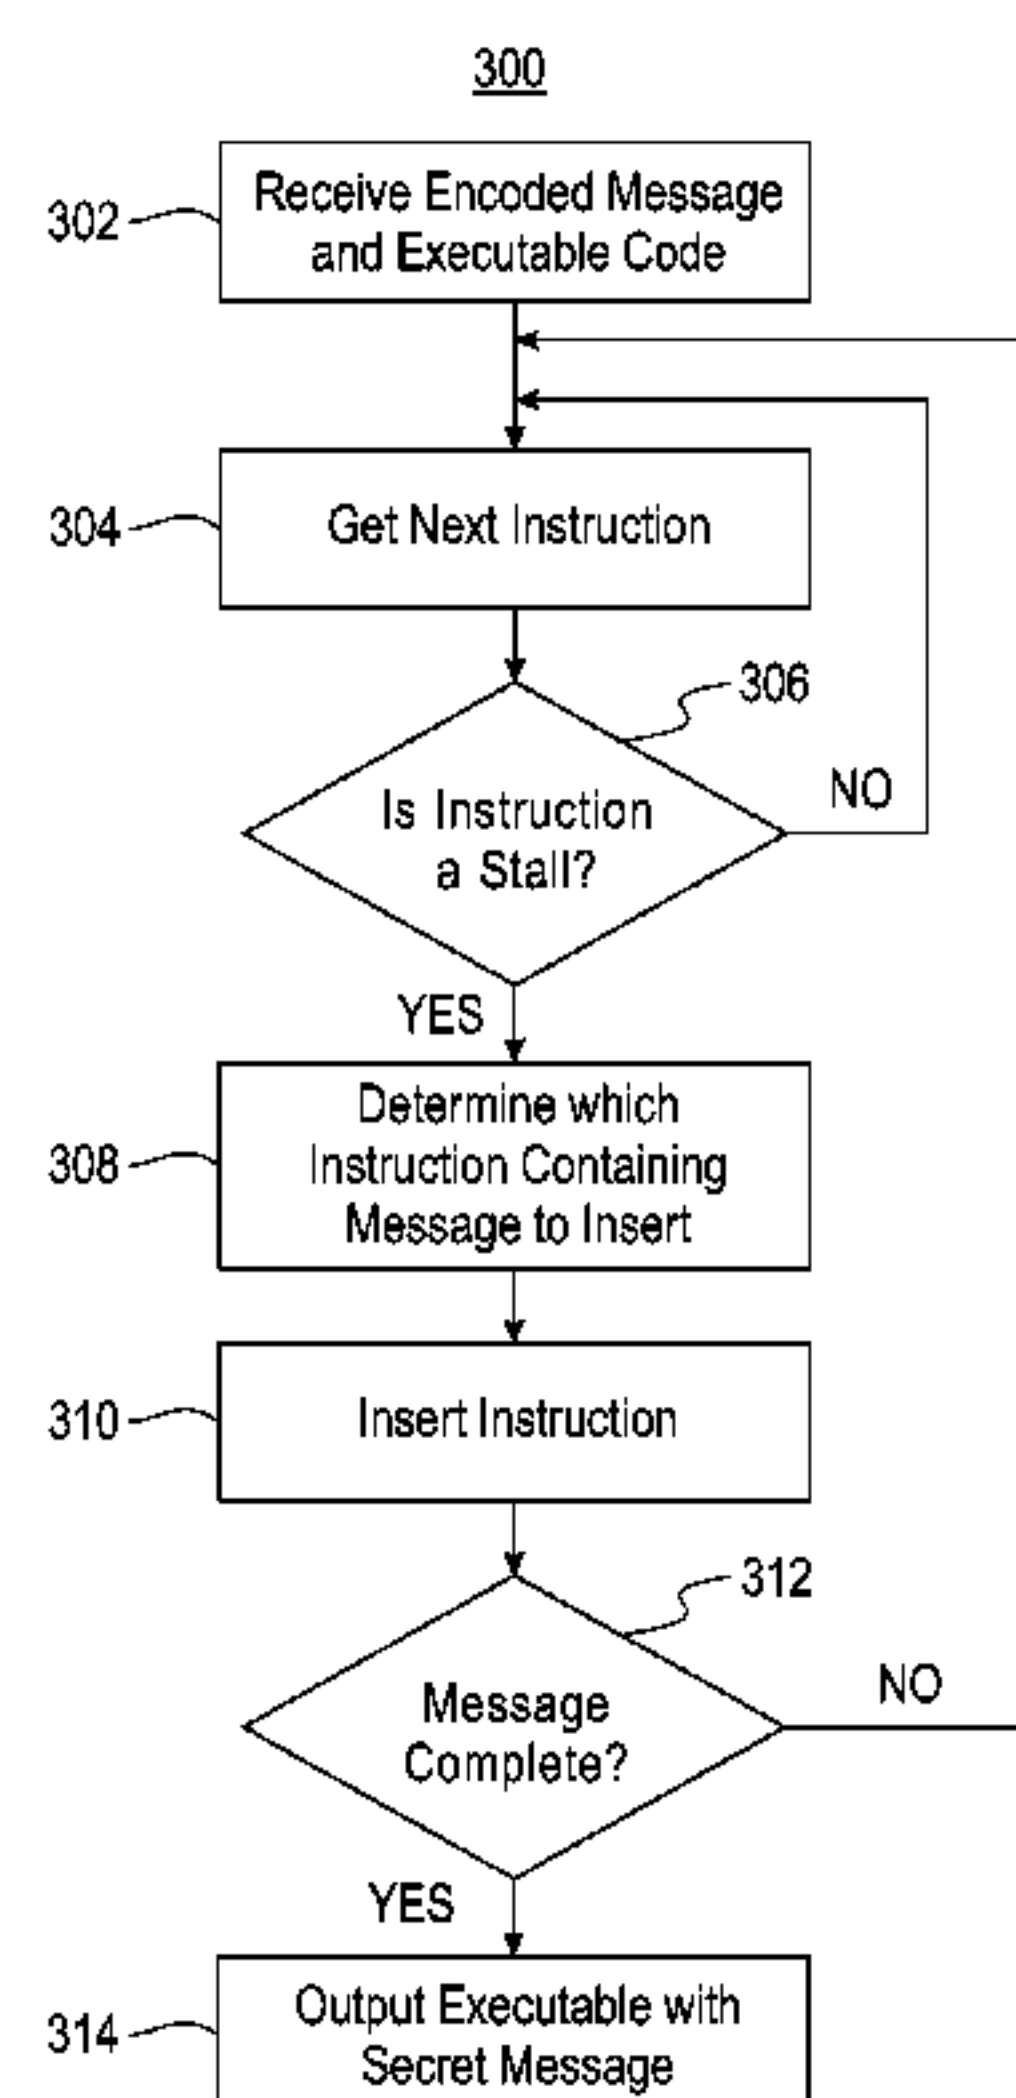 300
302
Receive Encoded Message
and Executable Code
304
Get Next Instruction
306
Is Instruction
a Stall?
NO
YES
308
Determine which
Instruction Containing
Message to Insert
310
Insert Instruction
312
Message
Complete?
NO
YES
314
Output Executable with
Secret Message